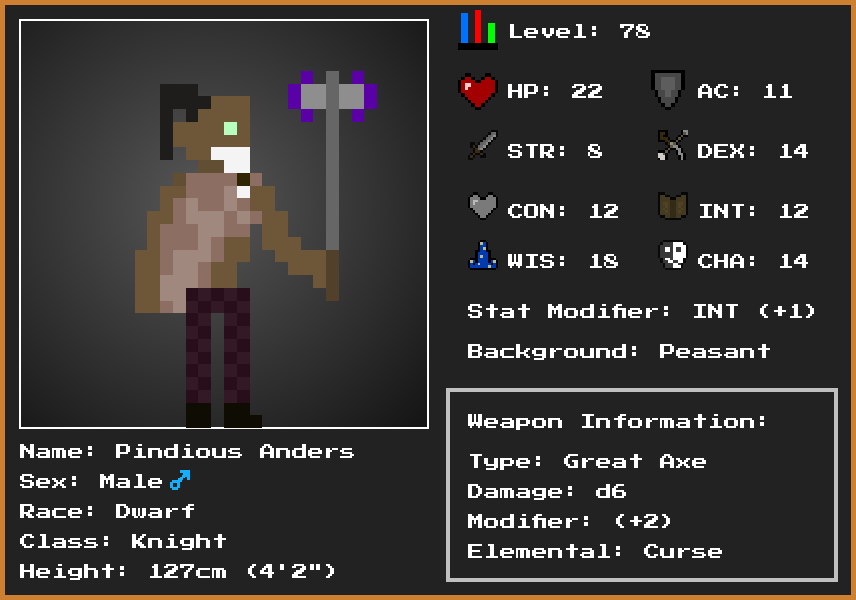 Level: 78
HP: 22
AC: 11
STR: 8
DEX: 14
CON: 12
INT: 12
WIS: 18
CHA: 14
Stat Modifier: INT (+1)
Background: Peasant
Weapon Information:
Type: Great Axe
Damage: d6
Modifier: (+2)
Elemental: Curse
Name: Pindious Anders
Sex: Male♂
Race: Dwarf
Class: Knight
Height: 127cm (4'2")